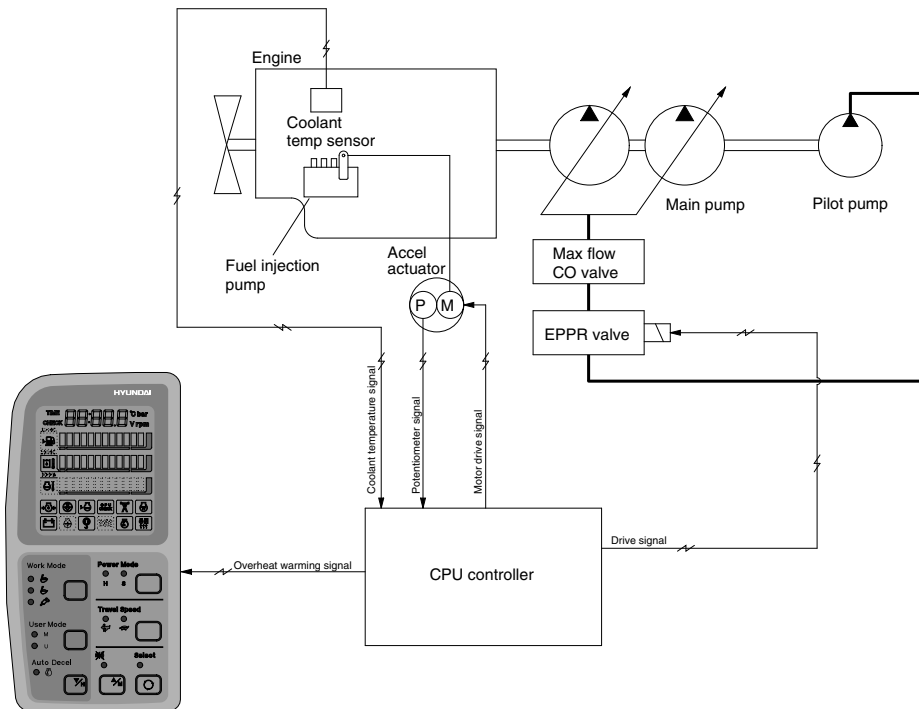 Engine
Coolant
temp sensor
Fuel injection
pump
Accel
actuator
P
M
Main pump
Pilot pump
Max flow
CO valve
EPPR valve
Coolant temperature signal
Potentiometer signal
Motor drive signal
Drive signal
CPU controller
Overheat warming signal
HYUNDAI
TIME
CHECK
℃ bar
V rpm
Work Mode
Power Mode
H
S
Travel Speed
User Mode
M
U
Auto Decel
Select